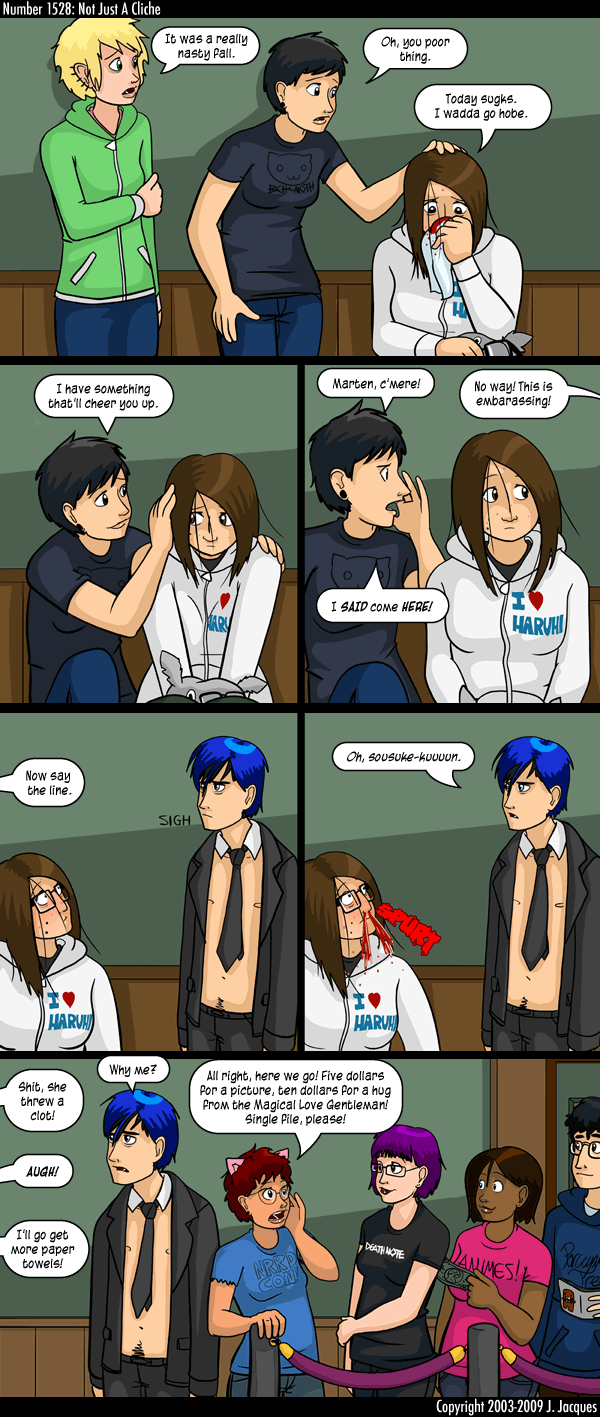 Number 1528: Not Just A Cliche
It was a really
nasty fall.
Oh, you poor
thing.
Today sugks.
I wadda go hobe.
I
HA
I have something
that'll cheer you up.
HARU
Marten, c'mere!
No way! This is
embarassing!
I SAID come HERE!
I ♥
HARUHI
Now say
the line.
SIGH
I ♥
HARUHI
Oh, sousuke-kuuuun.
SPURT
I ♥
HARUHI
Shit, she
threw a
clot!
Why me?
All right, here we go! Five dollars
for a picture, ten dollars for a hug
from the Magical Love Gentleman!
Single file, please!
AUGH!
I'll go get
more paper
towels!
NERD
CON
DEATH NOTE
ANIMES!
Copyright 2003-2009 J. Jacques